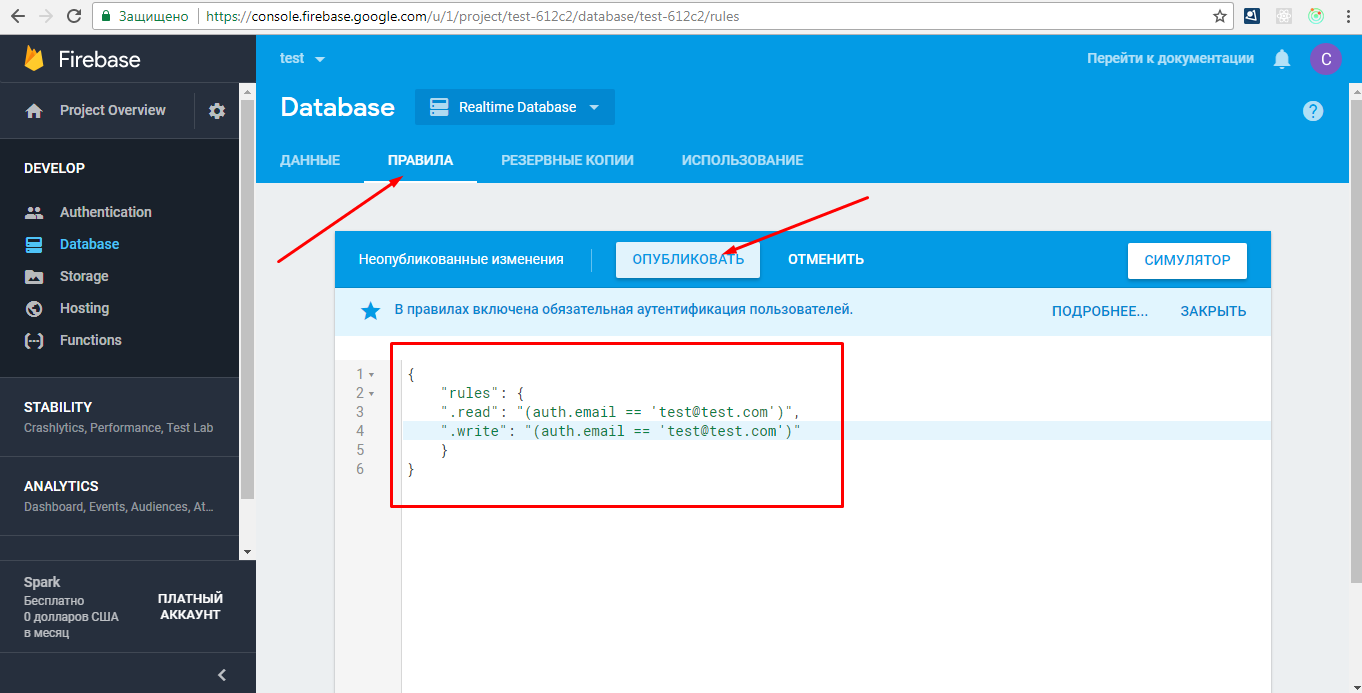 Защищено
https://console.firebase.google.com/u/1/project/test-612c2/database/test-612c2/rules
Firebase
test
Перейти к документации
C
Project Overview
Database
Realtime Database
?
ДАННЫЕ
ПРАВИЛА
РЕЗЕРВНЫЕ КОПИИ
ИСПОЛЬЗОВАНИЕ
DEVELOP
Authentication
Database
Storage
Hosting
Functions
STABILITY
Crashlytics, Performance, Test Lab
ANALYTICS
Dashboard, Events, Audiences, At...
Spark
Бесплатно
0 долларов США
в месяц
ПЛАТНЫЙ
АККАУНТ
Неопубликованные изменения
ОПУБЛИКОВАТЬ
ОТМЕНИТЬ
СИМУЛЯТОР
В правилах включена обязательная аутентификация пользователей.
ПОДРОБНЕЕ...
ЗАКРЫТЬ
1 {
2 "rules": {
3 ".read": "(auth.email == 'test@test.com')",
4 ".write": "(auth.email == 'test@test.com')"
5 }
6 }